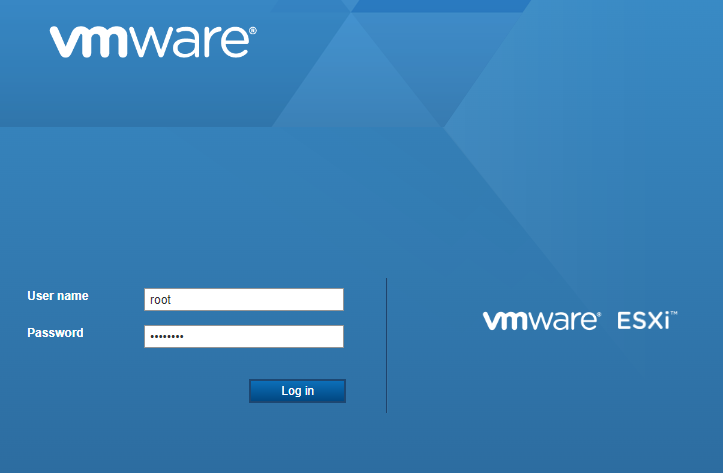 vmware®
User name
root
Password
••••••••
Log in
vmware® ESXi™